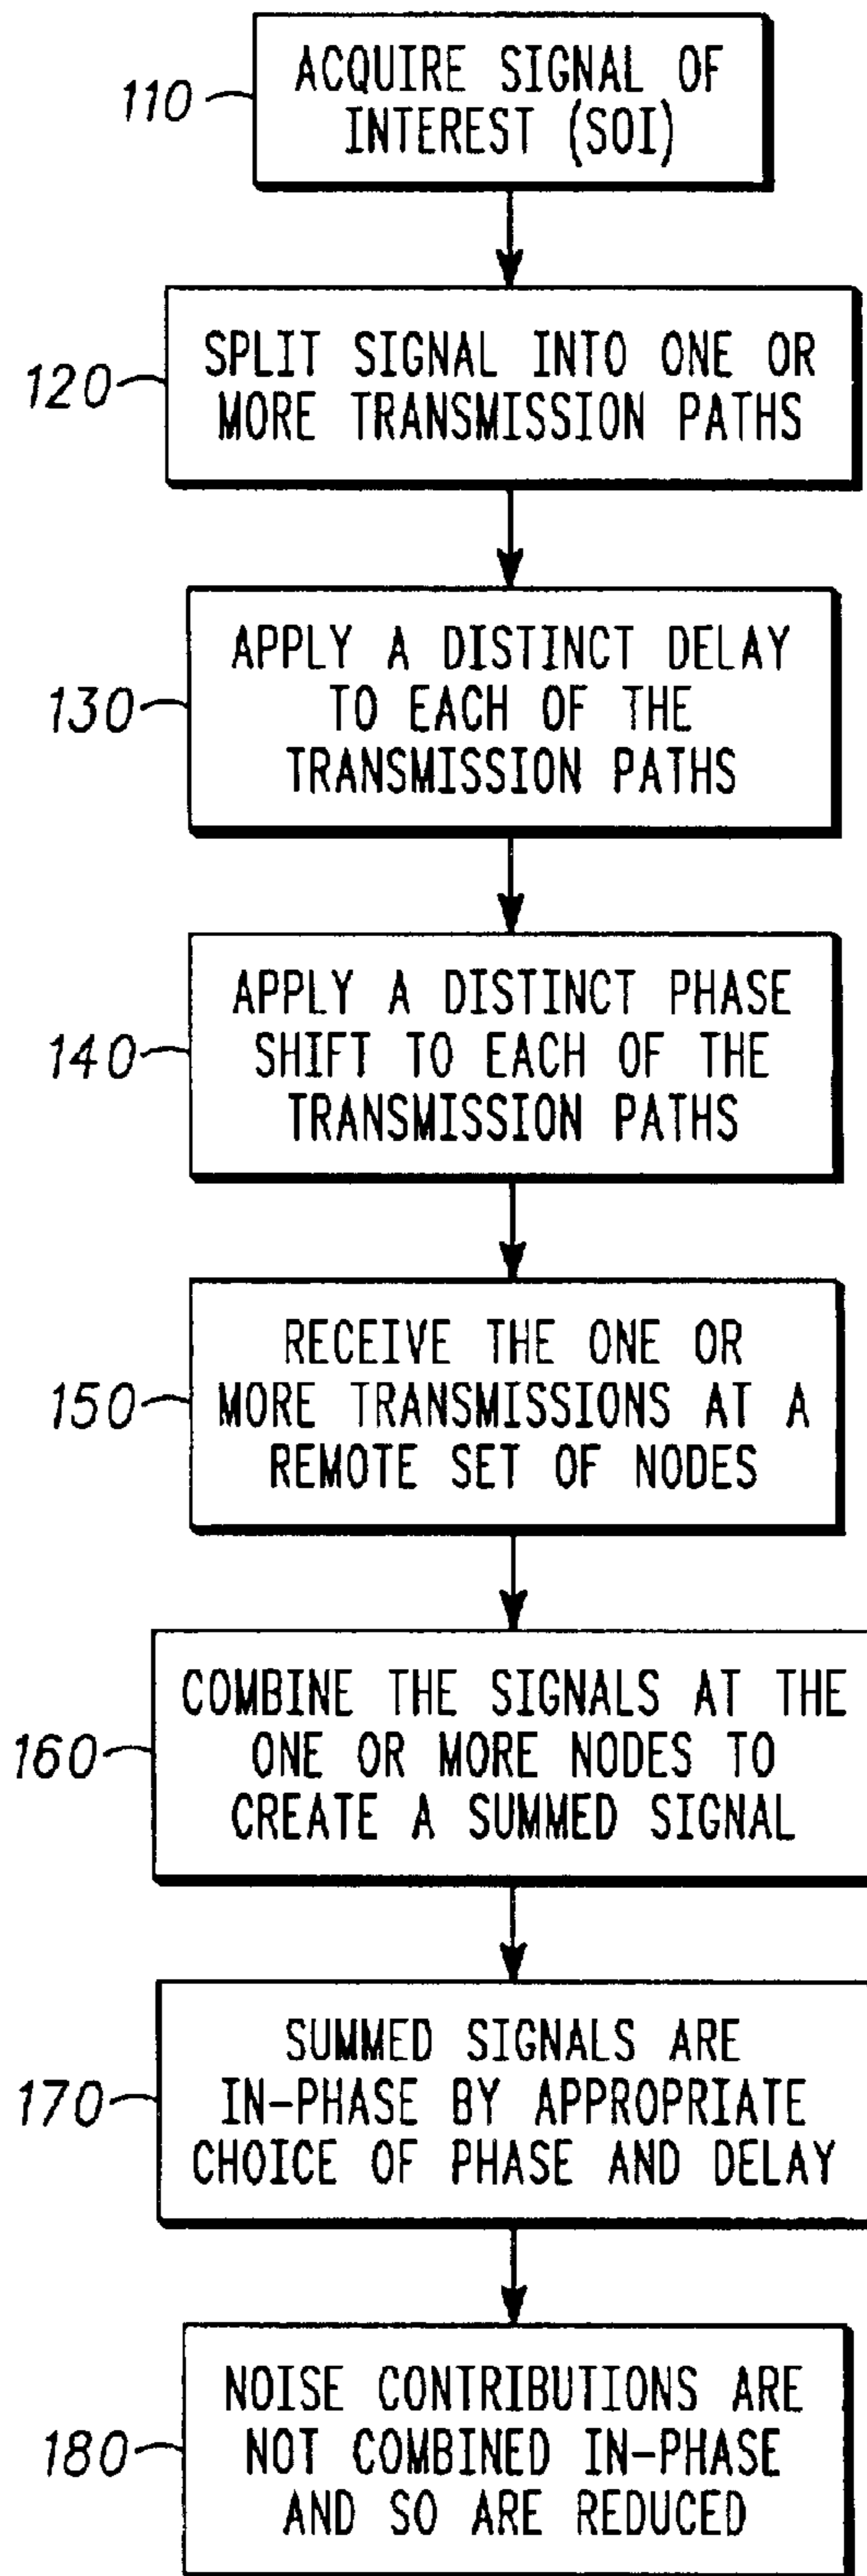 110
ACQUIRE SIGNAL OF
INTEREST (SOI)
120
SPLIT SIGNAL INTO ONE OR
MORE TRANSMISSION PATHS
130
APPLY A DISTINCT DELAY
TO EACH OF THE
TRANSMISSION PATHS
140
APPLY A DISTINCT PHASE
SHIFT TO EACH OF THE
TRANSMISSION PATHS
150
RECEIVE THE ONE OR
MORE TRANSMISSIONS AT A
REMOTE SET OF NODES
160
COMBINE THE SIGNALS AT THE
ONE OR MORE NODES TO
CREATE A SUMMED SIGNAL
170
SUMMED SIGNALS ARE
IN-PHASE BY APPROPRIATE
CHOICE OF PHASE AND DELAY
180
NOISE CONTRIBUTIONS ARE
NOT COMBINED IN-PHASE
AND SO ARE REDUCED